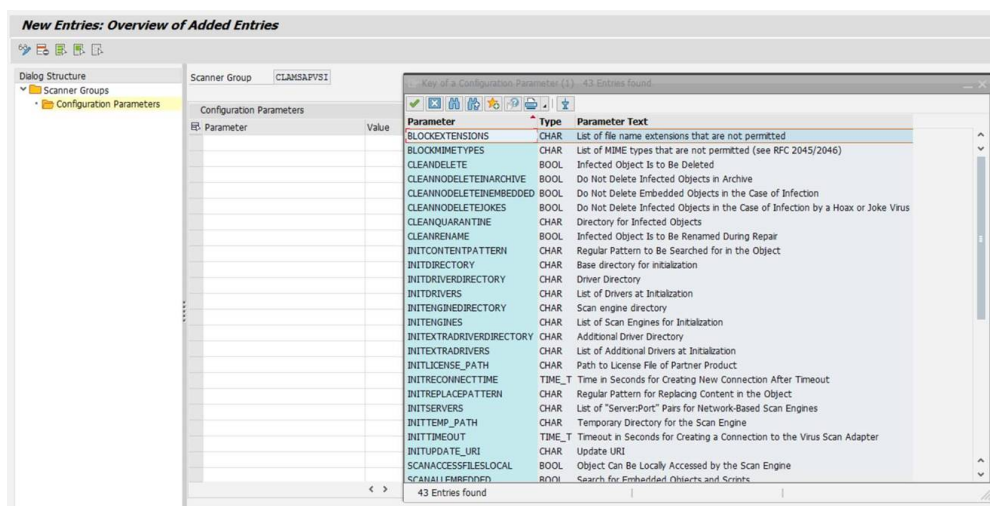 New Entries: Overview of Added Entries
Dialog Structure
Scanner Groups
Configuration Parameters
Scanner Group CLAMSAPVSI
Configuration Parameters
Parameter Value
Key of a Configuration Parameter (1) 43 Entries found
Parameter Type Parameter Text
BLOCKEXTENSIONS CHAR List of file name extensions that are not permitted
BLOCKMIMETYPES CHAR List of MIME types that are not permitted (see RFC 2045/2046)
CLEANDELETE BOOL Infected Object Is to Be Deleted
CLEANNODELETEINARCHIVE BOOL Do Not Delete Infected Objects in Archive
CLEANNODELETEINEMBEDDED BOOL Do Not Delete Embedded Objects in the Case of Infection
CLEANNODELETEJOKES BOOL Do Not Delete Infected Objects in the Case of Infection by a Hoax or Joke Virus
CLEANQUARANTINE CHAR Directory for Infected Objects
CLEANRENAME BOOL Infected Object Is to Be Renamed During Repair
INITCONTENTPATTERN CHAR Regular Pattern to Be Searched for in the Object
INITDIRECTORY CHAR Base directory for initialization
INITDRIVERDIRECTORY CHAR Driver Directory
INITDRIVERS CHAR List of Drivers at Initialization
INITENGINEDIRECTORY CHAR Scan engine directory
INITENGINES CHAR List of Scan Engines for Initialization
INITEXTRADRIVERDIRECTORY CHAR Additional Driver Directory
INITEXTRADRIVERS CHAR List of Additional Drivers at Initialization
INITLICENSE_PATH CHAR Path to License File of Partner Product
INITRECONNECTTIME TIME_T Time in Seconds for Creating New Connection After Timeout
INITREPLACEPATTERN CHAR Regular Pattern for Replacing Content in the Object
INITSERVERS CHAR List of "Server:Port" Pairs for Network-Based Scan Engines
INITTEMP_PATH CHAR Temporary Directory for the Scan Engine
INITTIMEOUT TIME_T Timeout in Seconds for Creating a Connection to the Virus Scan Adapter
INITUPDATE_URI CHAR Update URI
SCANACCESSFILESLOCAL BOOL Object Can Be Locally Accessed by the Scan Engine
SCANALLEMBEDDED BOOL Search for Embedded Objects and Scripts
43 Entries found